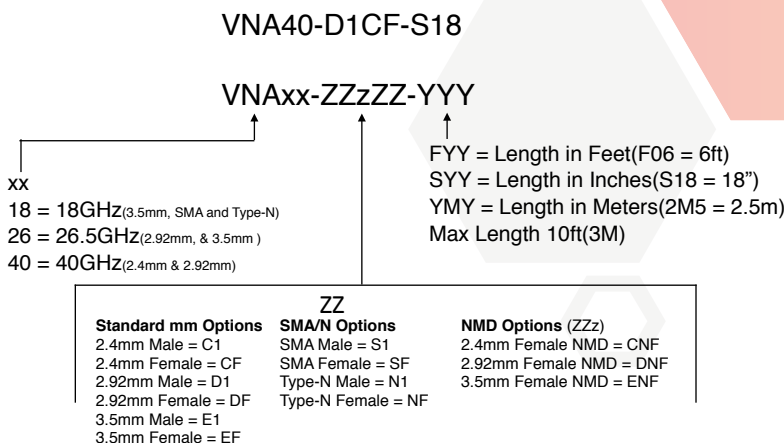 VNA40-D1CF-S18
VNAxx-ZZzZZ-YYY
xx
18 = 18GHz(3.5mm, SMA and Type-N)
26 = 26.5GHz(2.92mm, & 3.5mm )
40 = 40GHz(2.4mm & 2.92mm)
FYY = Length in Feet(F06 = 6ft)
SYY = Length in Inches(S18 = 18”)
YMY = Length in Meters(2M5 = 2.5m)
Max Length 10ft(3M)
ZZ
Standard mm Options
2.4mm Male = C1
2.4mm Female = CF
2.92mm Male = D1
2.92mm Female = DF
3.5mm Male = E1
3.5mm Female = EF
SMA/N Options
SMA Male = S1
SMA Female = SF
Type-N Male = N1
Type-N Female = NF
NMD Options (ZZz)
2.4mm Female NMD = CNF
2.92mm Female NMD = DNF
3.5mm Female NMD = ENF